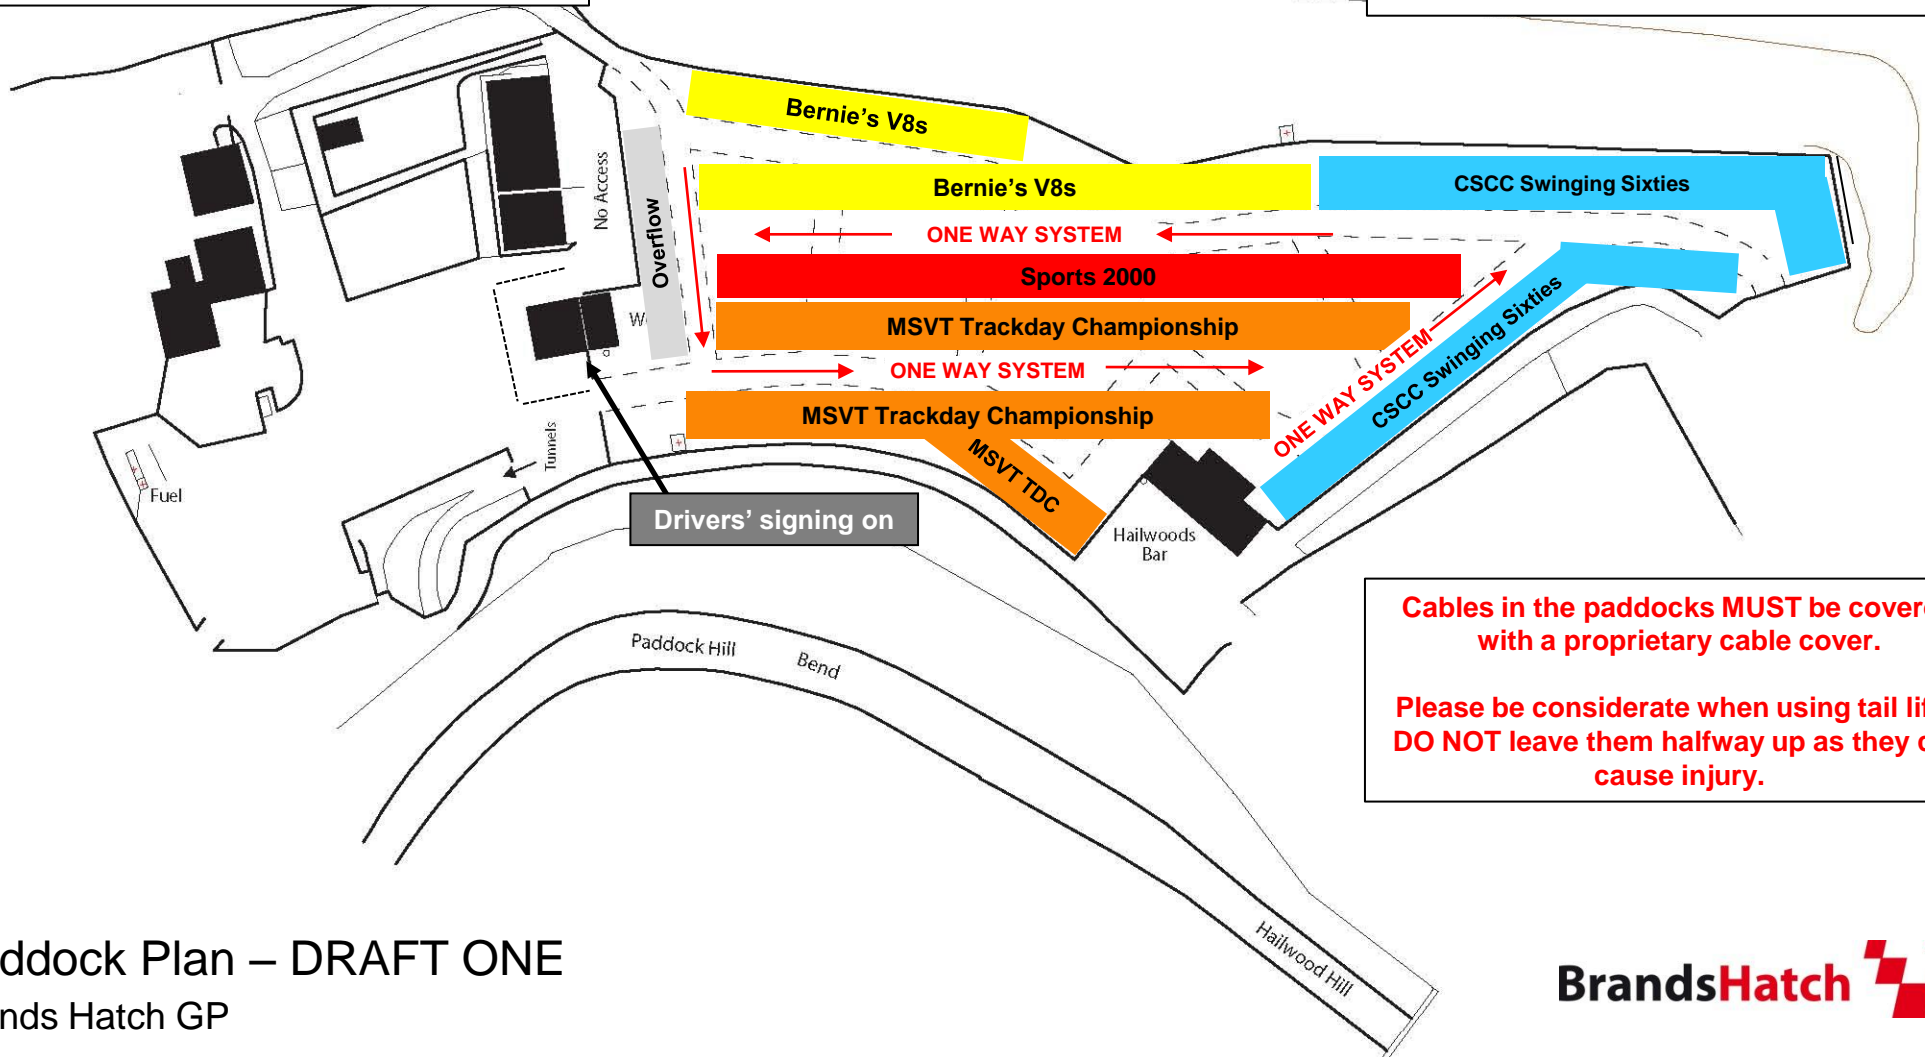 Bernie's V8s
Bernie's V8s
CSCC Swinging Sixties
No Access
Overflow
ONE WAY SYSTEM
Sports 2000
MSVT Trackday Championship
ONE WAY SYSTEM
ONE WAY SYSTEM
CSCC Swinging Sixties
MSVT Trackday Championship
MSVT TDC
Tunnels
Fuel
Drivers’ signing on
Hailwoods
Bar
Cables in the paddocks MUST be
with a proprietary cable cover.
Please be considerate when using tail
DO NOT leave them halfway up as they
cause injury.
Paddock Hill Bend
Hailwood Hill
Plan – DRAFT ONE
Hatch GP
BrandsHatch